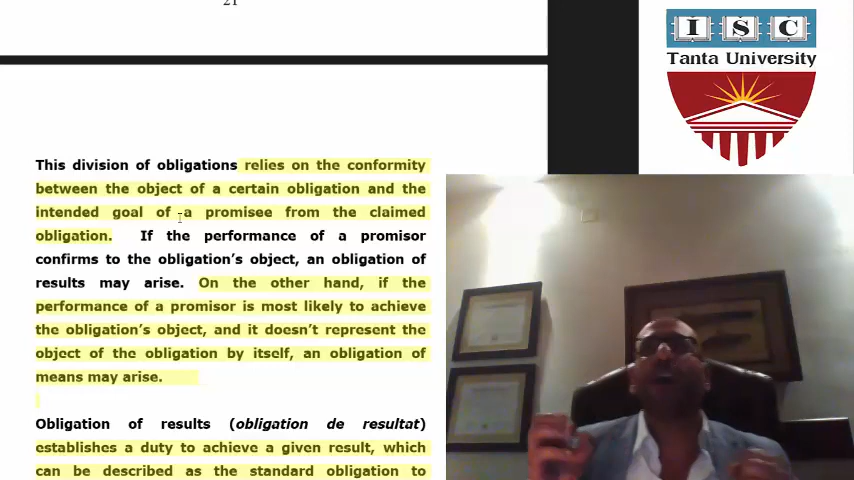 21
I S C
Tanta University
This division of obligations relies on the conformity
between the object of a certain obligation and the
intended goal of a promisee from the claimed
obligation. If the performance of a promisor
confirms to the obligation's object, an obligation of
results may arise. On the other hand, if the
performance of a promisor is most likely to achieve
the obligation's object, and it doesn't represent the
object of the obligation by itself, an obligation of
means may arise.
Obligation of results (obligation de resultat)
establishes a duty to achieve a given result, which
can be described as the standard obligation to